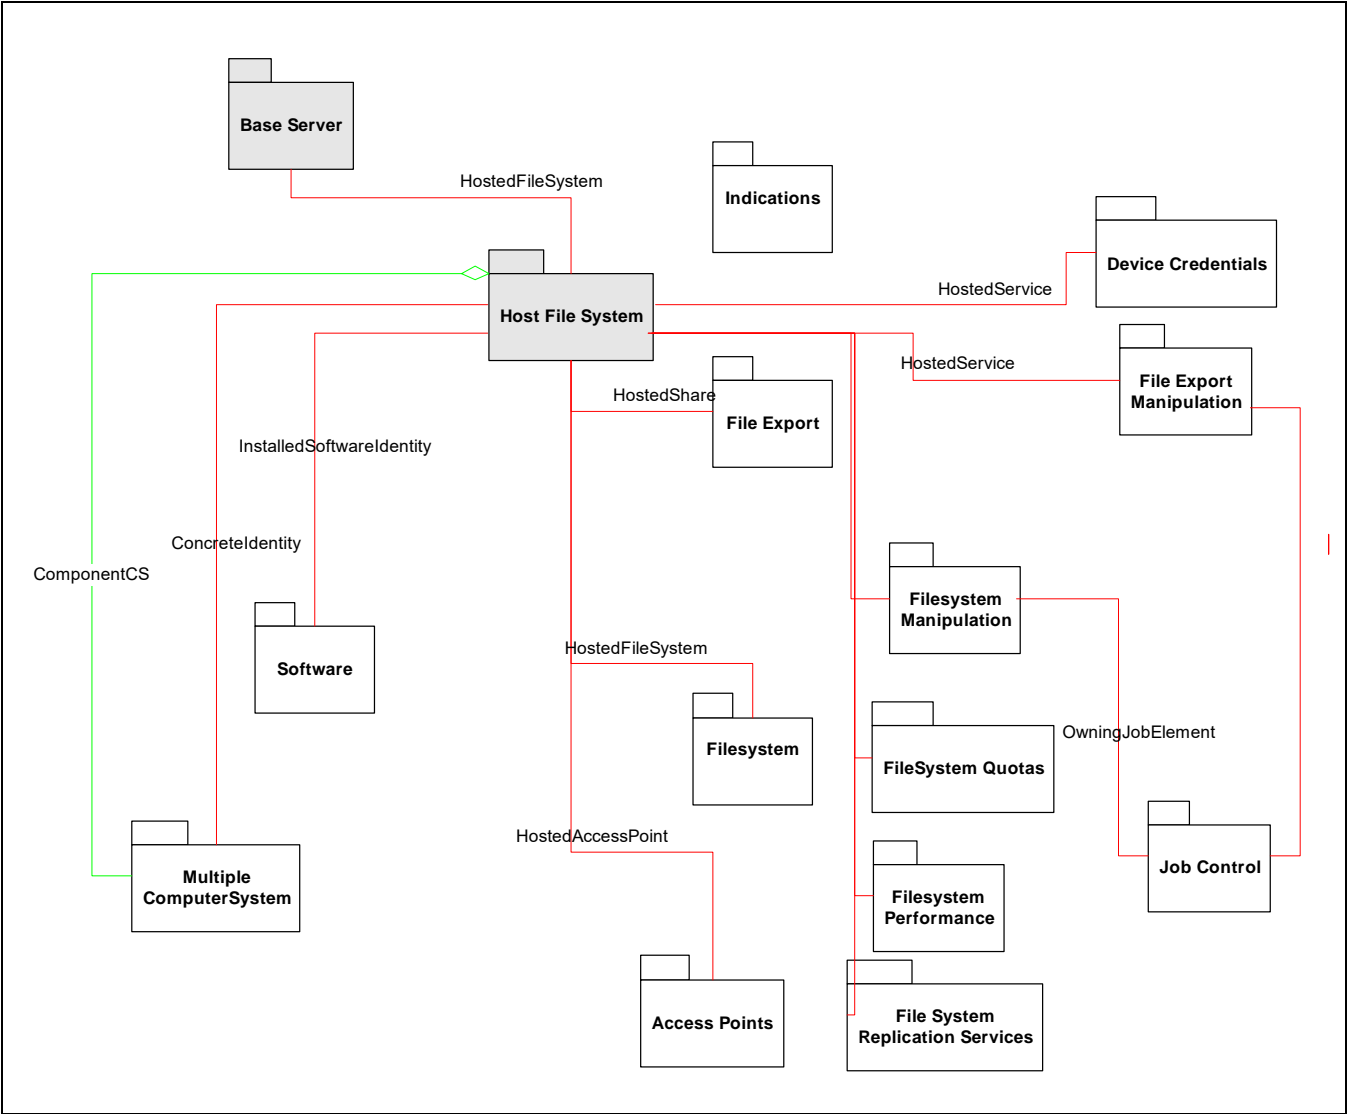 Base Server
HostedFileSystem
Indications
Device Credentials
HostedService
Host File System
HostedService
File Export
Manipulation
HostedShare
File Export
InstalledSoftwareIdentity
ConcreteIdentity
ComponentCS
Filesystem
Manipulation
HostedFileSystem
Software
Filesystem
OwningJobElement
FileSystem Quotas
HostedAccessPoint
Job Control
Multiple
ComputerSystem
Filesystem
Performance
Access Points
File System
Replication Services